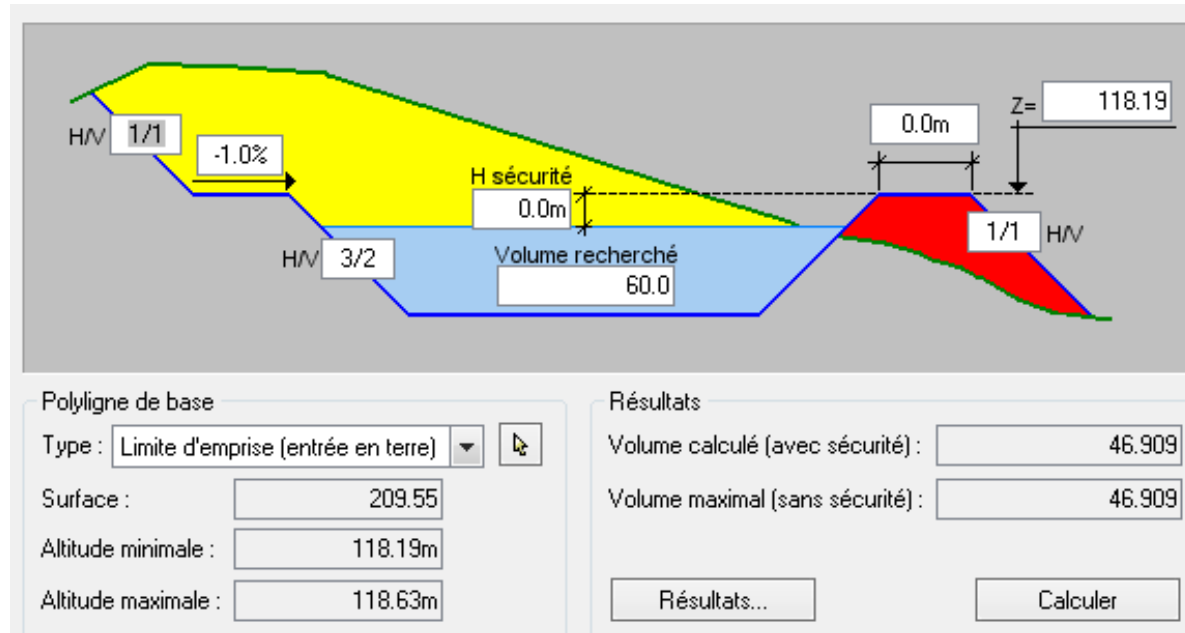 Z= 118.19
0.0m
H/V 1/1
-1.0%
H sécurité
0.0m
1/1 H/V
H/V 3/2
Volume recherché
60.0
Polyligne de base
Type : Limite d'emprise (entrée en terre)
Surface : 209.55
Altitude minimale : 118.19m
Altitude maximale : 118.63m
Résultats
Volume calculé (avec sécurité) : 46.909
Volume maximal (sans sécurité) : 46.909
Résultats... Calculer